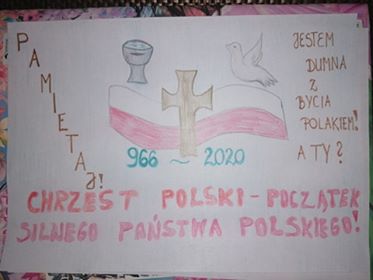 PAMIĘTAJ!
JESTEM
DUMNA
Z
BYCIA
POLAKIEM!
A TY?
966 ~ 2020
CHRZEST POLSKI - POCZĄTEK
SILNEGO PAŃSTWA POLSKIEGO!